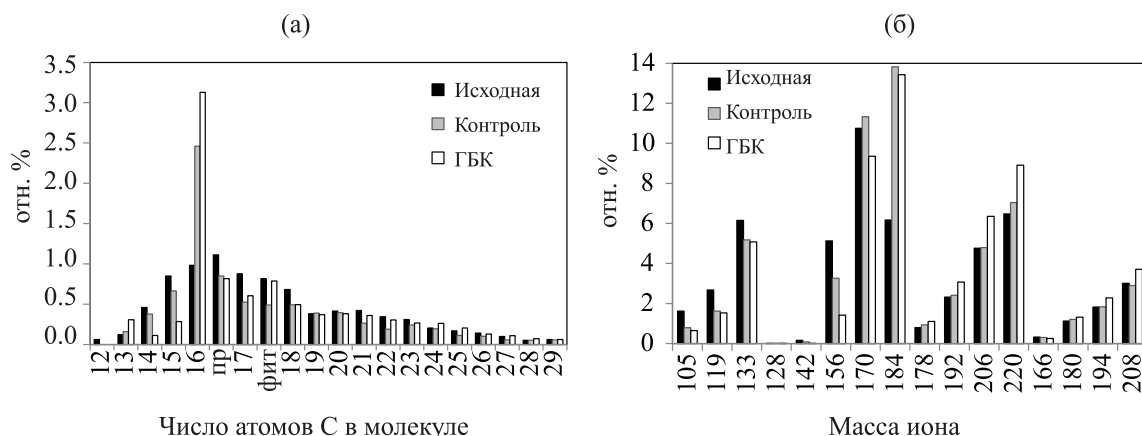 (а)
отн. %
3.5
3.0
2.5
2.0
1.5
1.0
0.5
0.0
Исходная
Контроль
ГБК
12 13 14 15 16 пр 17 фит 18 19 20 21 22 23 24 25 26 27 28 29
Число атомов С в молекуле
(б)
отн. %
14
12
10
8
6
4
2
0
Исходная
Контроль
ГБК
105 119 133 128 142 156 170 184 178 192 206 220 166 180 194 208
Масса иона